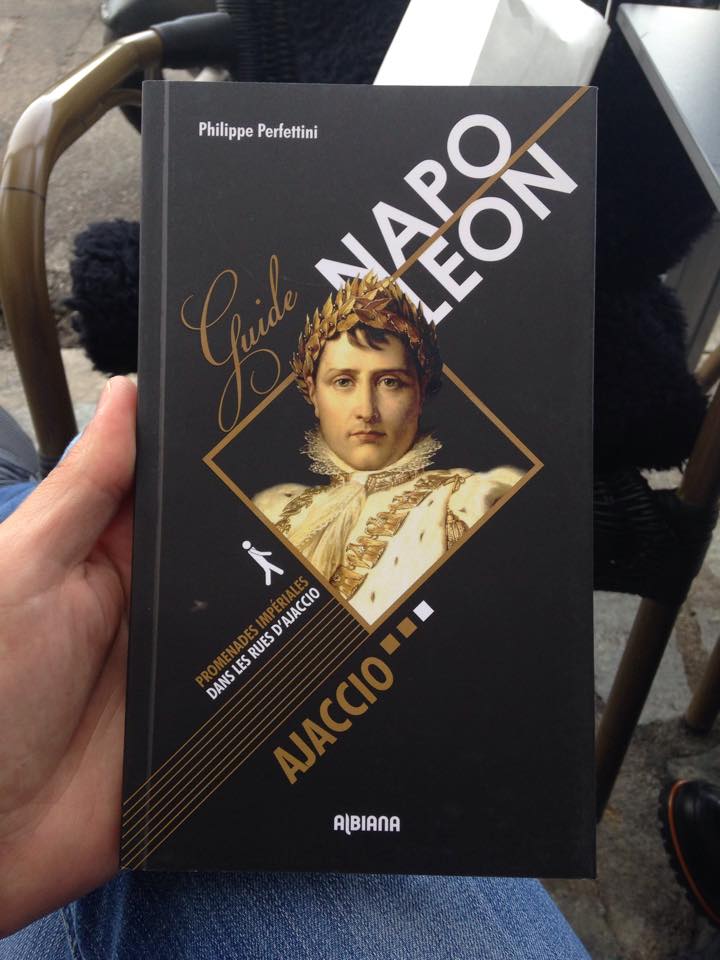 Philippe Perfettini
NAPO
LEON
Guide
PROMENADES IMPÉRIALES
DANS LES RUES D'AJACCIO
AJACCIO
ALBIANA